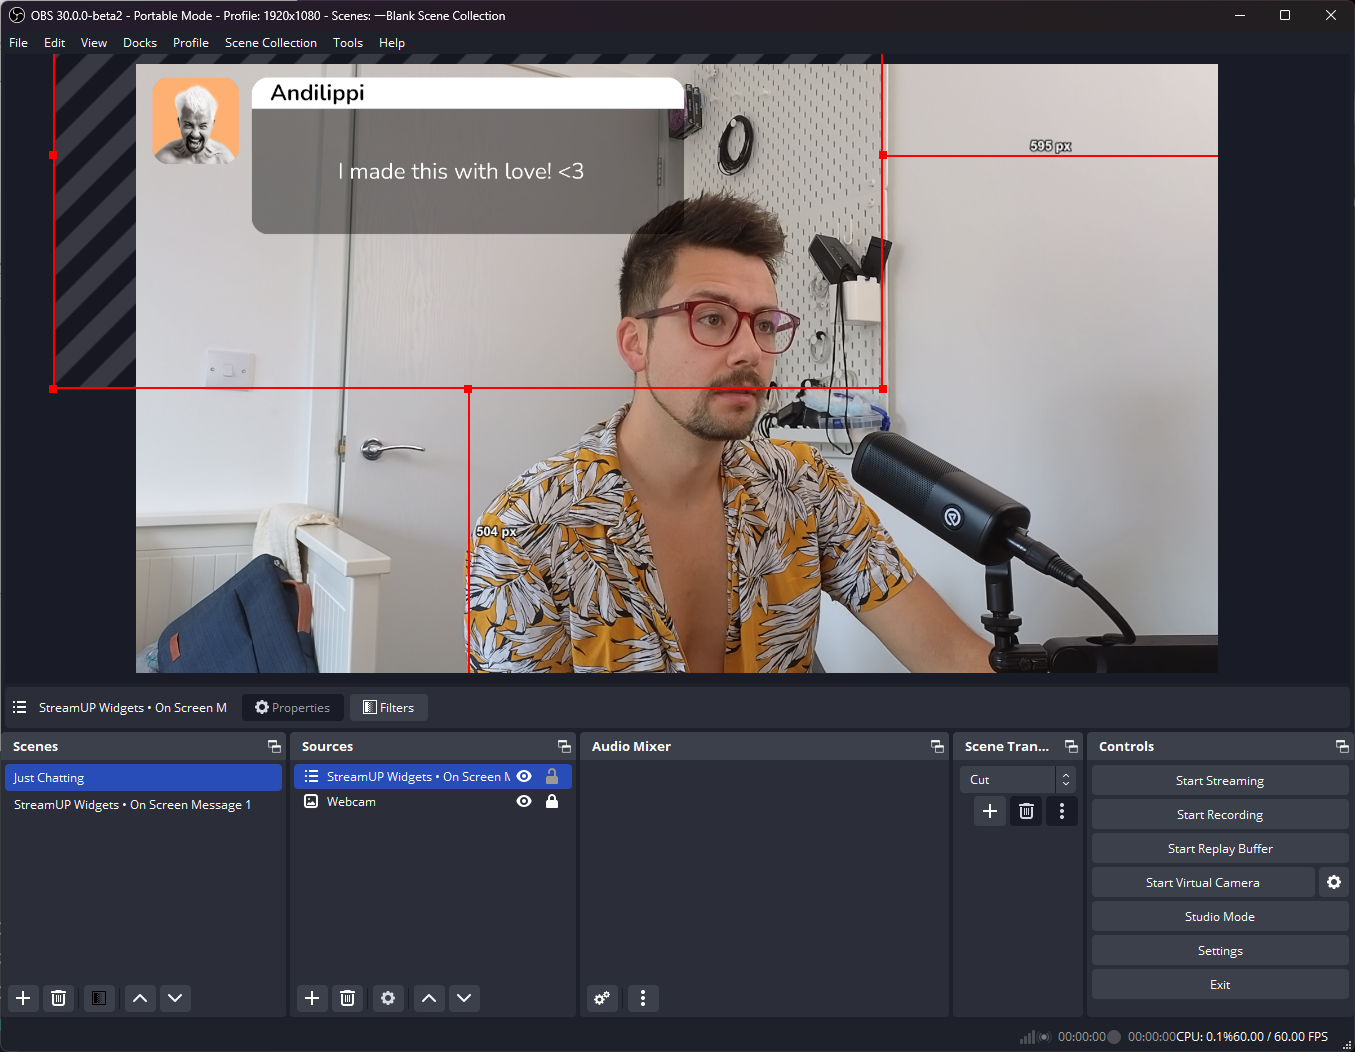 OBS 30.0.0-beta2 - Portable Mode - Profile: 1920x1080 - Scenes: —Blank Scene Collection
File Edit View Docks Profile Scene Collection Tools Help
Andilippi
I made this with love! <3
595 px
504 px
StreamUP Widgets • On Screen M
Properties
Filters
Scenes
Just Chatting
StreamUP Widgets • On Screen Message 1
Sources
StreamUP Widgets • On Screen M
Webcam
Audio Mixer
Scene Tran...
Cut
Controls
Start Streaming
Start Recording
Start Replay Buffer
Start Virtual Camera
Studio Mode
Settings
Exit
00:00:00 00:00:00 CPU: 0.1% 60.00 / 60.00 FPS